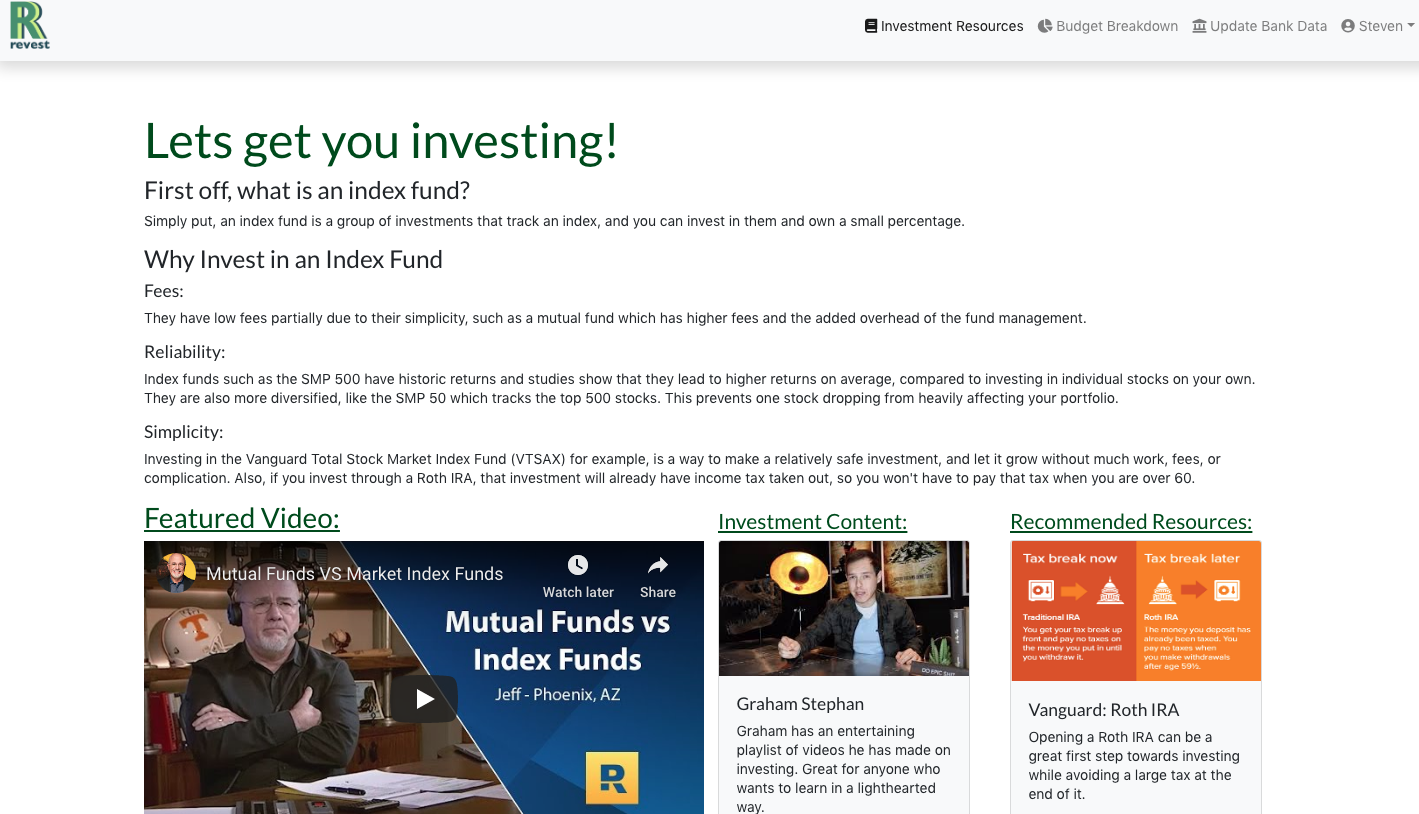 revest
Investment Resources
Budget Breakdown
Update Bank Data
Steven
Lets get you investing!
First off, what is an index fund?
Simply put, an index fund is a group of investments that track an index, and you can invest in them and own a small percentage.
Why Invest in an Index Fund
Fees:
They have low fees partially due to their simplicity, such as a mutual fund which has higher fees and the added overhead of the fund management.
Reliability:
Index funds such as the SMP 500 have historic returns and studies show that they lead to higher returns on average, compared to investing in individual stocks on your own.
They are also more diversified, like the SMP 50 which tracks the top 500 stocks. This prevents one stock dropping from heavily affecting your portfolio.
Simplicity:
Investing in the Vanguard Total Stock Market Index Fund (VTSAX) for example, is a way to make a relatively safe investment, and let it grow without much work, fees, or
complication. Also, if you invest through a Roth IRA, that investment will already have income tax taken out, so you won't have to pay that tax when you are over 60.
Featured Video:
Mutual Funds VS Market Index Funds
Watch later
Share
Mutual Funds vs
Index Funds
Jeff - Phoenix, AZ
R
T
Investment Content:
Graham Stephan
Graham has an entertaining
playlist of videos he has made on
investing. Great for anyone who
wants to learn in a lighthearted
way.
Recommended Resources:
Tax break now
Traditional IRA
You get your tax break up
front and pay no taxes on
the money you put in until
you withdraw it.
Tax break later
Roth IRA
The money you deposit has
already been taxed. You
pay no taxes when
you make withdrawals
after age 59½.
Vanguard: Roth IRA
Opening a Roth IRA can be a
great first step towards investing
while avoiding a large tax at the
end of it.